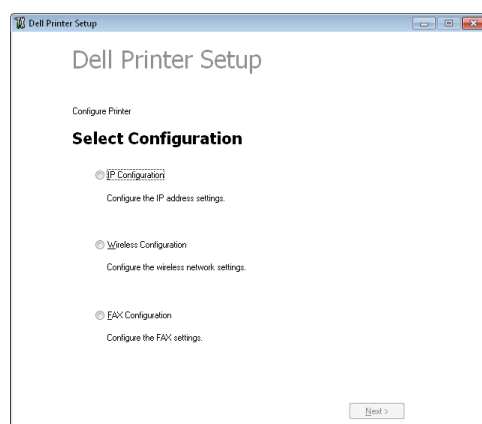 Dell Printer Setup
Dell Printer Setup
Configure Printer
Select Configuration
IP Configuration
Configure the IP address settings.
Wireless Configuration
Configure the wireless network settings.
FAX Configuration
Configure the FAX settings.
Next >